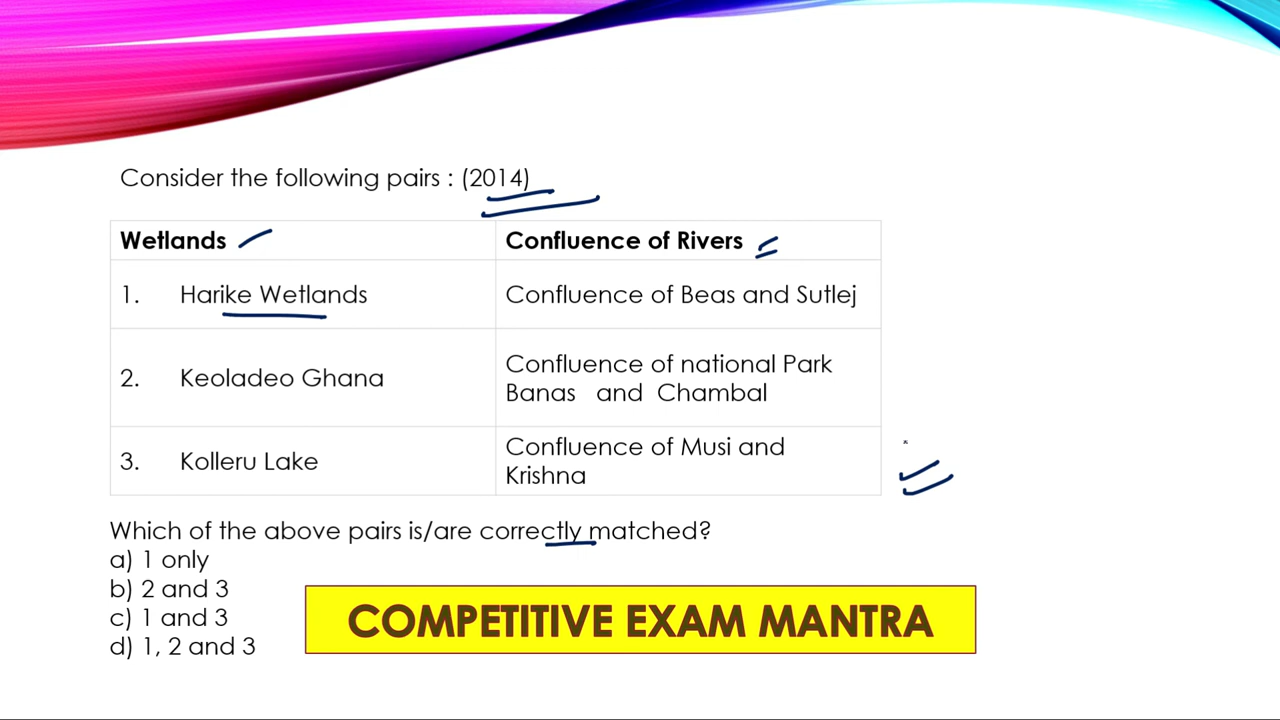 Consider the following pairs : (2014)
Wetlands Confluence of Rivers
1. Harike Wetlands Confluence of Beas and Sutlej
2. Keoladeo Ghana Confluence of national Park
Banas and Chambal
3. Kolleru Lake Confluence of Musi and
Krishna
Which of the above pairs is/are correctly matched?
a) 1 only
b) 2 and 3
c) 1 and 3
d) 1, 2 and 3
COMPETITIVE EXAM MANTRA